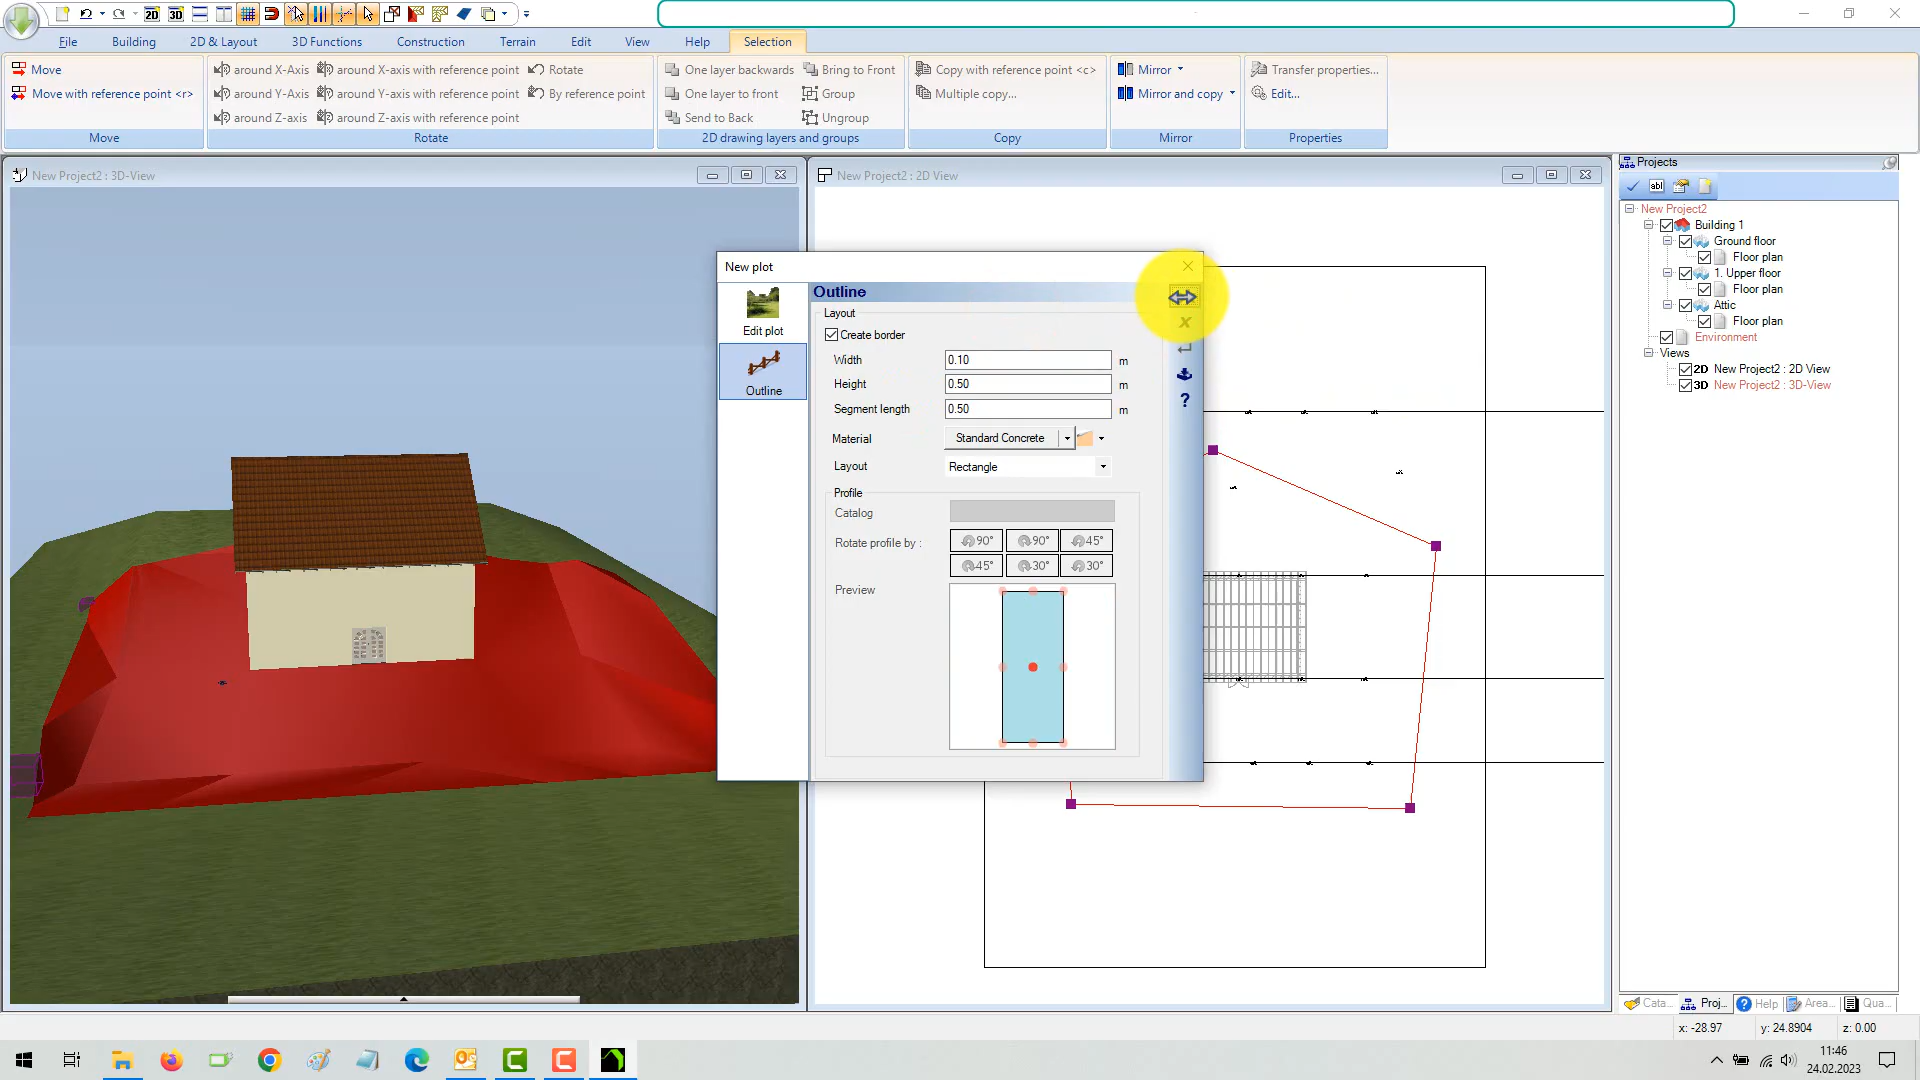 2D
3D
File
Building
2D & Layout
3D Functions
Construction
Terrain
Edit
View
Help
Selection
Move
around X-Axis
around X-axis with reference point
Rotate
One layer backwards
Bring to Front
Copy with reference point <c>
Mirror
Transfer properties...
Move with reference point <r>
around Y-Axis
around Y-axis with reference point
By reference point
One layer to front
Group
Multiple copy...
Mirror and copy
Edit...
around Z-axis
around Z-axis with reference point
Send to Back
Ungroup
Move
Rotate
2D drawing layers and groups
Copy
Mirror
Properties
New Project2 : 3D-View
New Project2 : 2D View
Projects
abl
New Project2
Building 1
Ground floor
Floor plan
1. Upper floor
Floor plan
Attic
Floor plan
Environment
Views
2D New Project2 : 2D View
3D New Project2 : 3D-View
New plot
Edit plot
Outline
Outline
Layout
Create border
Width
0.10
m
Height
0.50
m
Segment length
0.50
m
Material
Standard Concrete
Layout
Rectangle
Profile
Catalog
Rotate profile by :
90°
90°
45°
45°
30°
30°
Preview
?
Cata...
Proj...
Help
Area...
Qua...
x: -28.97
y: 24.8904
z: 0.00
11:46
24.02.2023